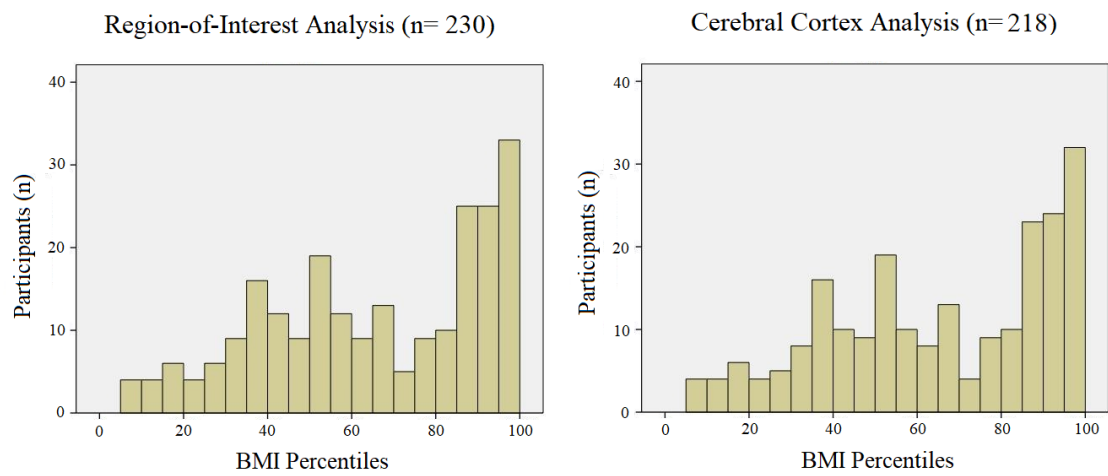 Region-of-Interest Analysis (n= 230)
40
30
20
10
0
Participants (n)
0 20 40 60 80 100
BMI Percentiles
Cerebral Cortex Analysis (n=218)
40
30
20
10
0
Participants (n)
0 20 40 60 80 100
BMI Percentiles